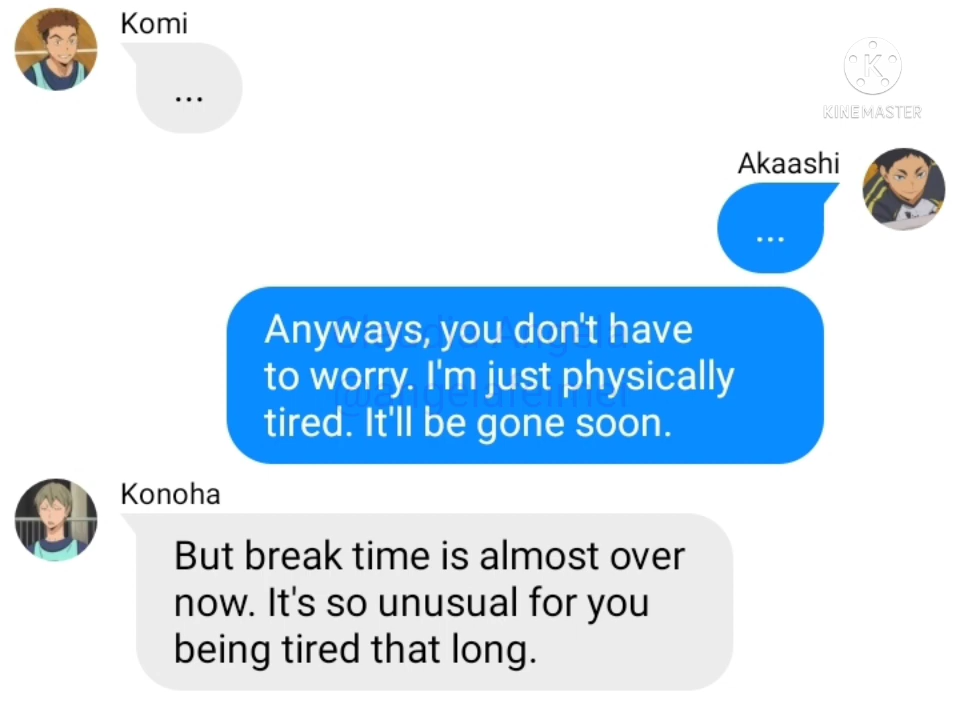 Komi
...
KINEMASTER
Akaashi
...
Anyways, you don't have
to worry. I'm just physically
tired. It'll be gone soon.
Konoha
But break time is almost over
now. It's so unusual for you
being tired that long.